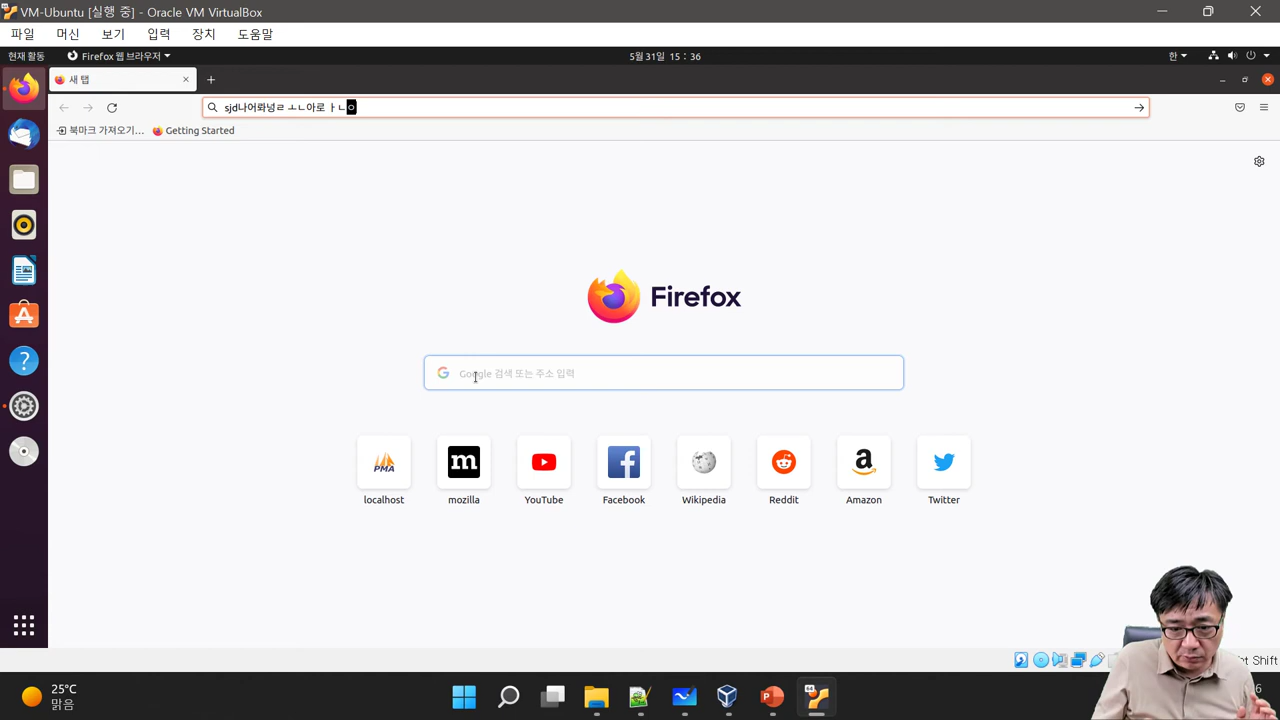 VM-Ubuntu [실행 중] - Oracle VM VirtualBox
파일 머신 보기 입력 장치 도움말
현재 활동 Firefox 웹 브라우저 5월 31일 15 : 36 한
새 탭
sjd나어뢔넝ㄹ ㅗㄴ아로 ㅏㄴㅇ
북마크 가져오기... Getting Started
Firefox
Google 검색 또는 주소 입력
PMA m
localhost mozilla YouTube Facebook Wikipedia Reddit Amazon Twitter
Shift
25°C
맑음